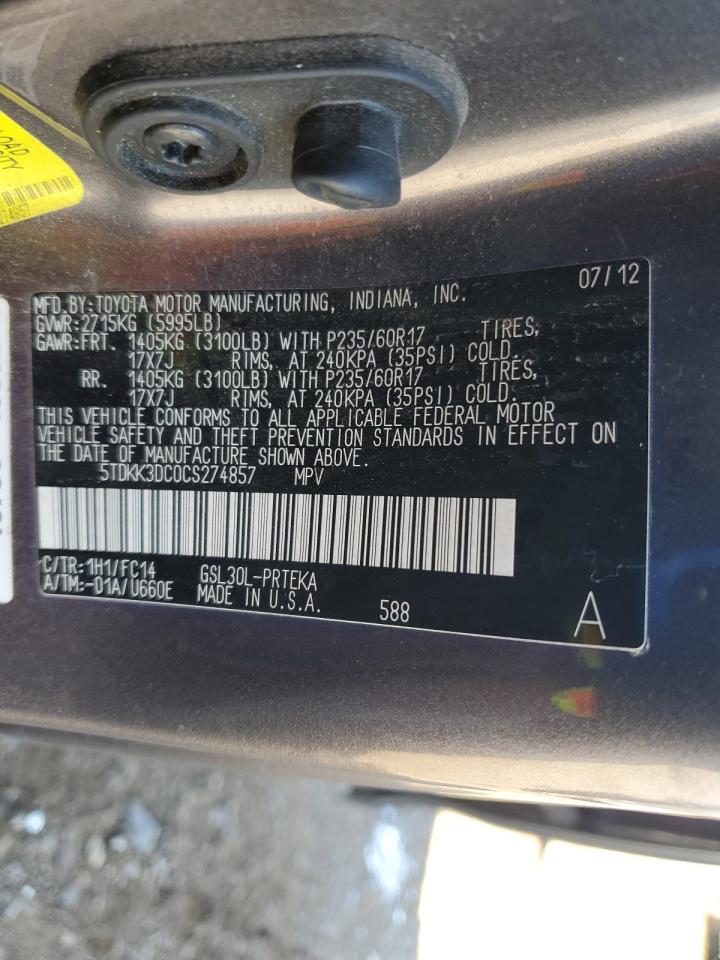 LOAD
274857
MFD.BY:TOYOTA MOTOR MANUFACTURING, INDIANA, INC. 07/12
GVWR:2715KG (5995LB)
GAWR:FRT. 1405KG (3100LB) WITH P235/60R17 TIRES,
17X7J RIMS, AT 240KPA (35PSI) COLD.
RR. 1405KG (3100LB) WITH P235/60R17 TIRES,
17X7J RIMS, AT 240KPA (35PSI) COLD.
THIS VEHICLE CONFORMS TO ALL APPLICABLE FEDERAL MOTOR
VEHICLE SAFETY AND THEFT PREVENTION STANDARDS IN EFFECT ON
THE DATE OF MANUFACTURE SHOWN ABOVE.
5TDKK3DC0CS274857 MPV
C/TR:1H1/FC14 GSL30L-PRTEKA
A/TM:-01A/U660E MADE IN U.S.A. 588 A